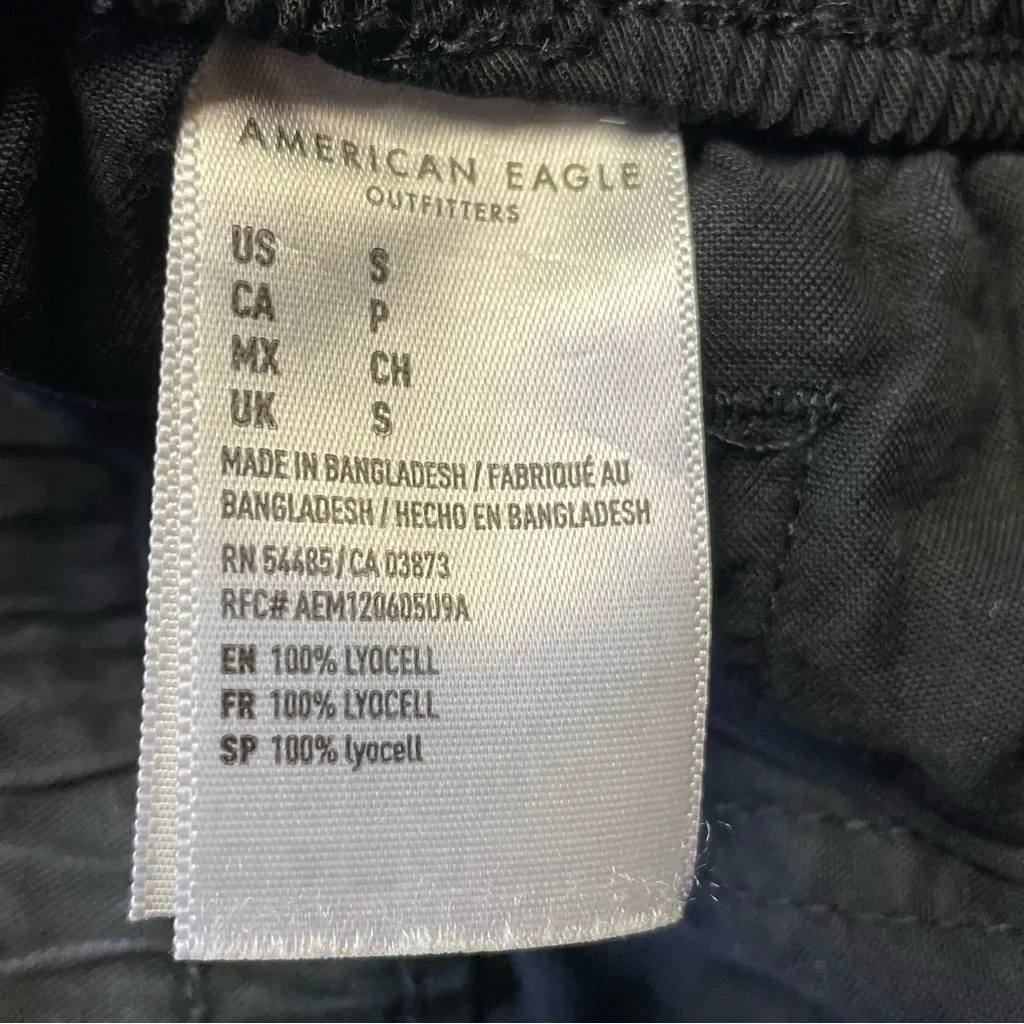 AMERICAN EAGLE
OUTFITTERS
US S
CA P
MX CH
UK S
MADE IN BANGLADESH / FABRIQUÉ AU
BANGLADESH / HECHO EN BANGLADESH
RN 54485/CA 03873
RFC# AEM120605U9A
EN 100% LYOCELL
FR 100% LYOCELL
SP 100% lyocell